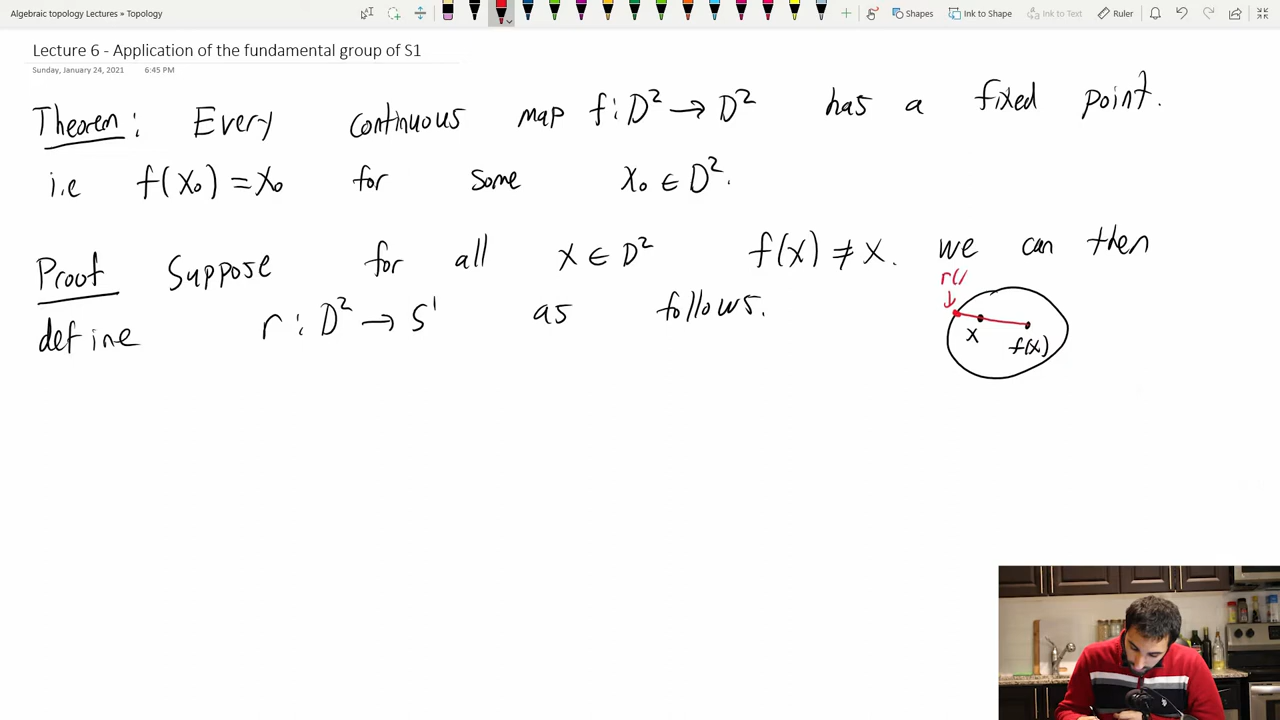 Algebraic topology Lectures – Topology
Shapes
Ink to Shape
Ink to Text
Ruler
Lecture 6 - Application of the fundamental group of S1
Sunday, January 24, 2021 6:45 PM
Theorem: Every continuous map f: D² → D² has a fixed point.
i.e f(x₀) = x₀ for some x₀ ∈ D².
Proof Suppose for all x ∈ D² f(x) ≠ x. we can then
define r: D² → S¹ as follows.
r(
x
f(x)